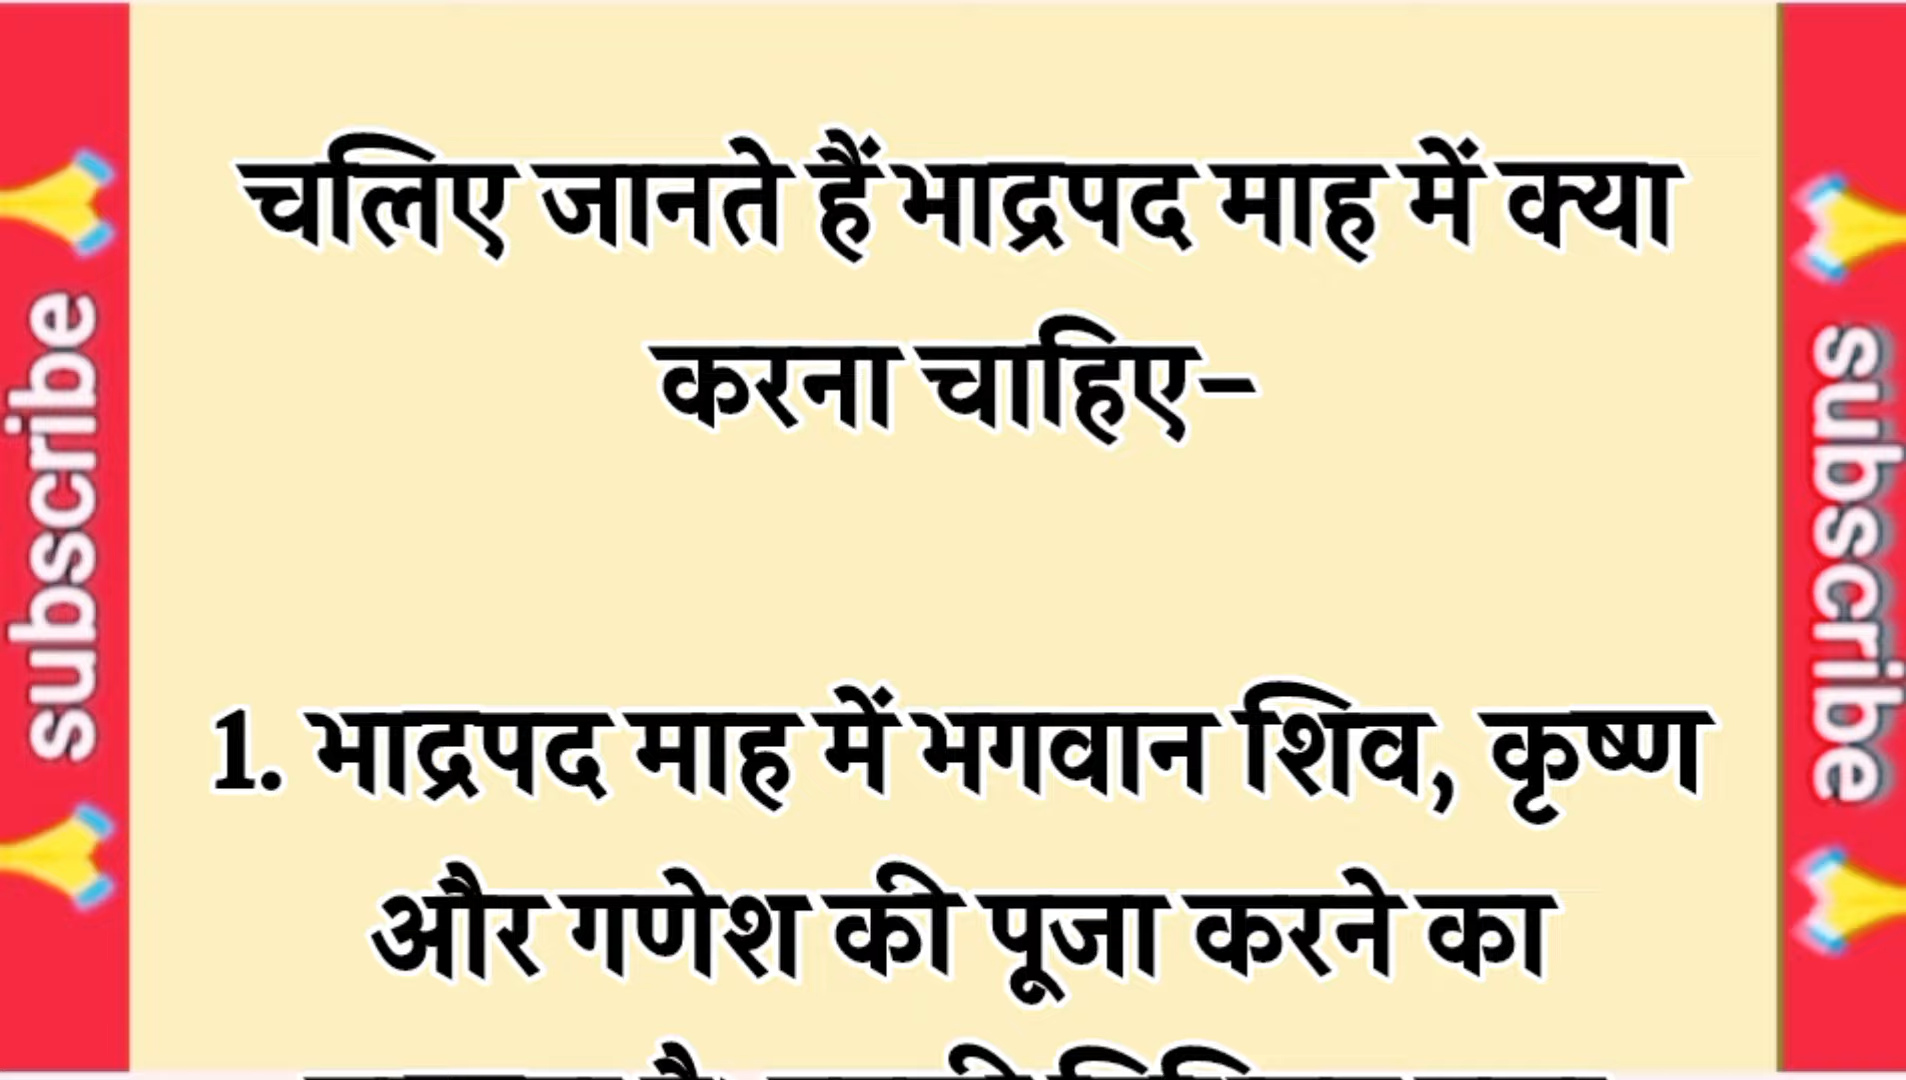 subscribe
चलिए जानते हैं भाद्रपद माह में क्या
करना चाहिए–
1. भाद्रपद माह में भगवान शिव, कृष्ण
और गणेश की पूजा करने का
subscribe